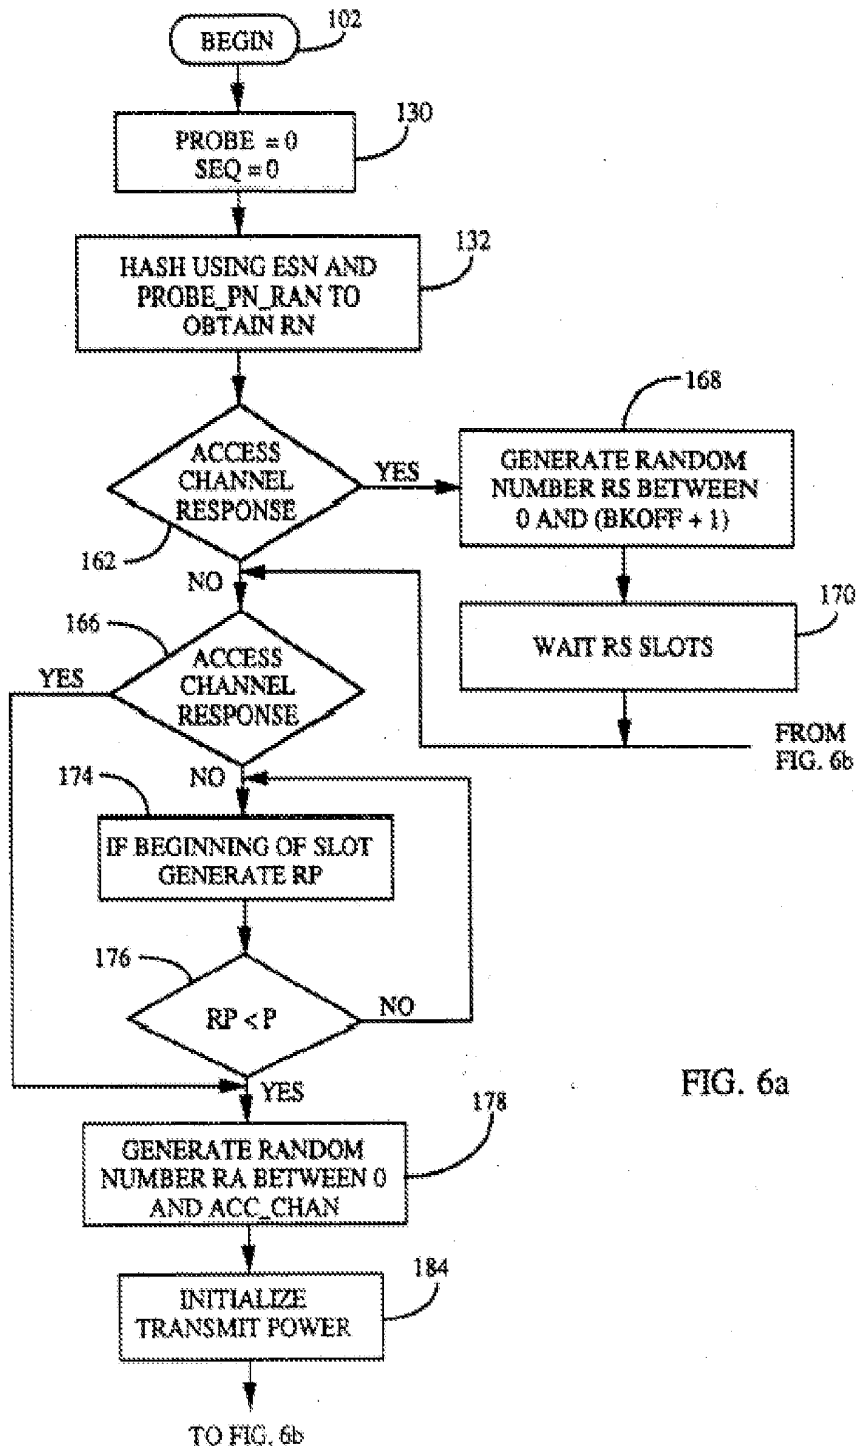 BEGIN
102
PROBE = 0
SEQ = 0
130
HASH USING ESN AND
PROBE_PN_RAN TO
OBTAIN RN
132
ACCESS
CHANNEL
RESPONSE
162
YES
NO
168
GENERATE RANDOM
NUMBER RS BETWEEN
0 AND (BKOFF + 1)
170
WAIT RS SLOTS
FROM
FIG. 6b
166
ACCESS
CHANNEL
RESPONSE
YES
NO
174
IF BEGINNING OF SLOT
GENERATE RP
176
RP < P
NO
YES
FIG. 6a
178
GENERATE RANDOM
NUMBER RA BETWEEN 0
AND ACC_CHAN
184
INITIALIZE
TRANSMIT POWER
TO FIG. 6b